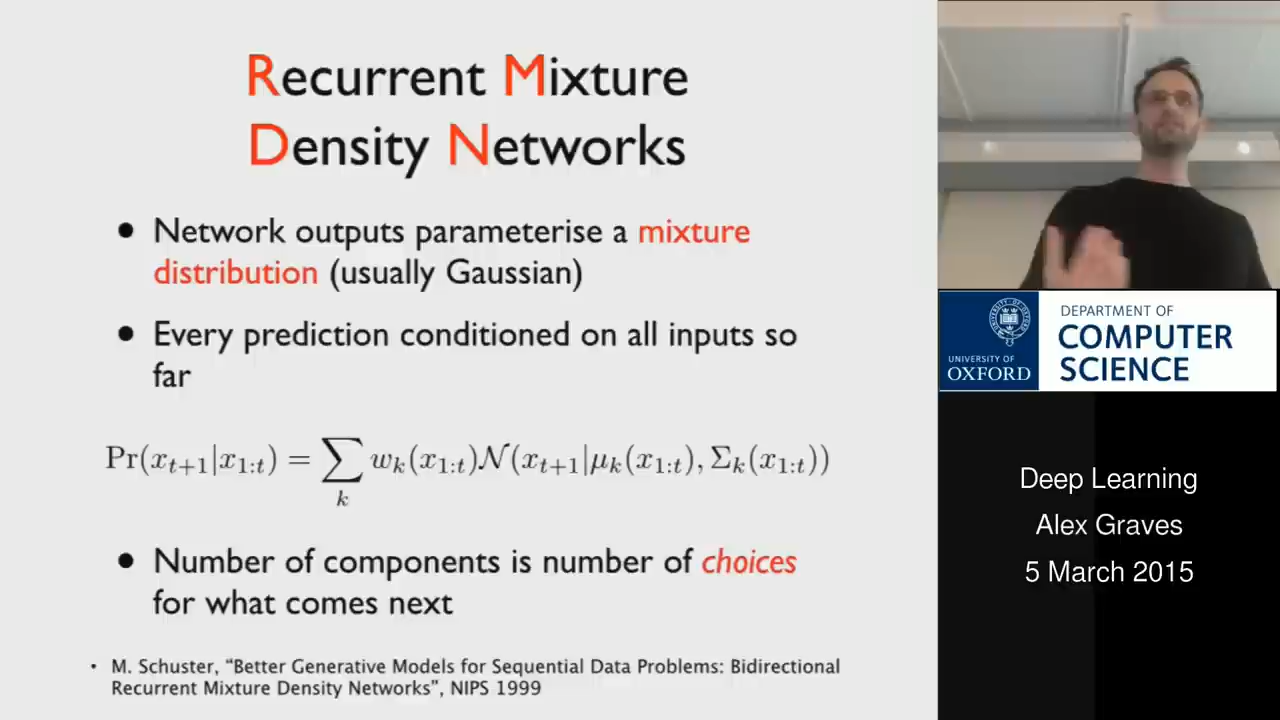 Recurrent Mixture
Density Networks
• Network outputs parameterise a mixture
distribution (usually Gaussian)
• Every prediction conditioned on all inputs so
far
Pr(x_{t+1}|x_{1:t}) = ∑_k w_k(x_{1:t})𝒩(x_{t+1}|μ_k(x_{1:t}), Σ_k(x_{1:t}))
• Number of components is number of choices
for what comes next
• M. Schuster, “Better Generative Models for Sequential Data Problems: Bidirectional
Recurrent Mixture Density Networks”, NIPS 1999
UNIVERSITY OF
OXFORD
DEPARTMENT OF
COMPUTER
SCIENCE
Deep Learning
Alex Graves
5 March 2015